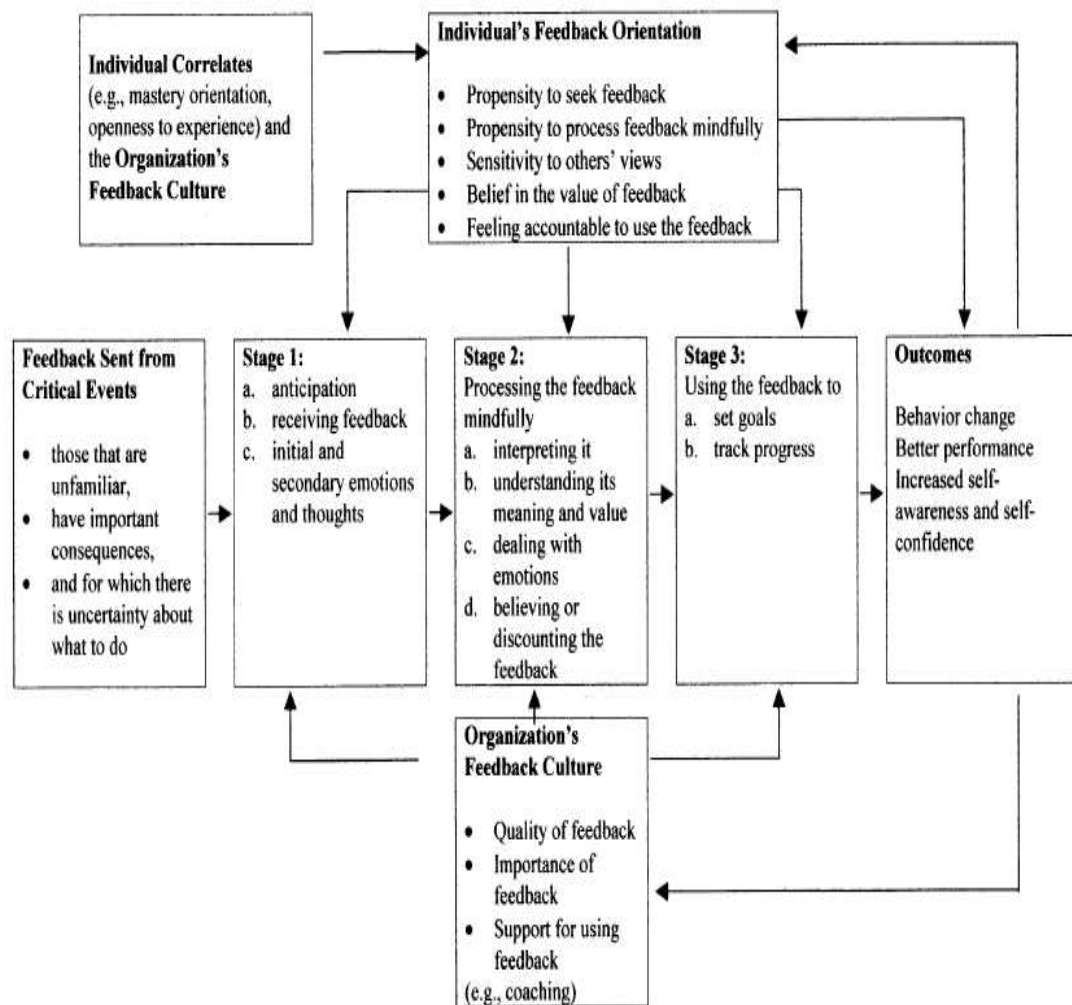 Individual Correlates
(e.g., mastery orientation,
openness to experience) and
the Organization's
Feedback Culture
Individual's Feedback Orientation
• Propensity to seek feedback
• Propensity to process feedback mindfully
• Sensitivity to others' views
• Belief in the value of feedback
• Feeling accountable to use the feedback
Feedback Sent from
Critical Events
• those that are
unfamiliar,
• have important
consequences,
• and for which there
is uncertainty about
what to do
Stage 1:
a. anticipation
b. receiving feedback
c. initial and
secondary emotions
and thoughts
Stage 2:
Processing the feedback
mindfully
a. interpreting it
b. understanding its
meaning and value
c. dealing with
emotions
d. believing or
discounting the
feedback
Stage 3:
Using the feedback to
a. set goals
b. track progress
Outcomes
Behavior change
Better performance
Increased self-
awareness and self-
confidence
Organization's
Feedback Culture
• Quality of feedback
• Importance of
feedback
• Support for using
feedback
(e.g., coaching)